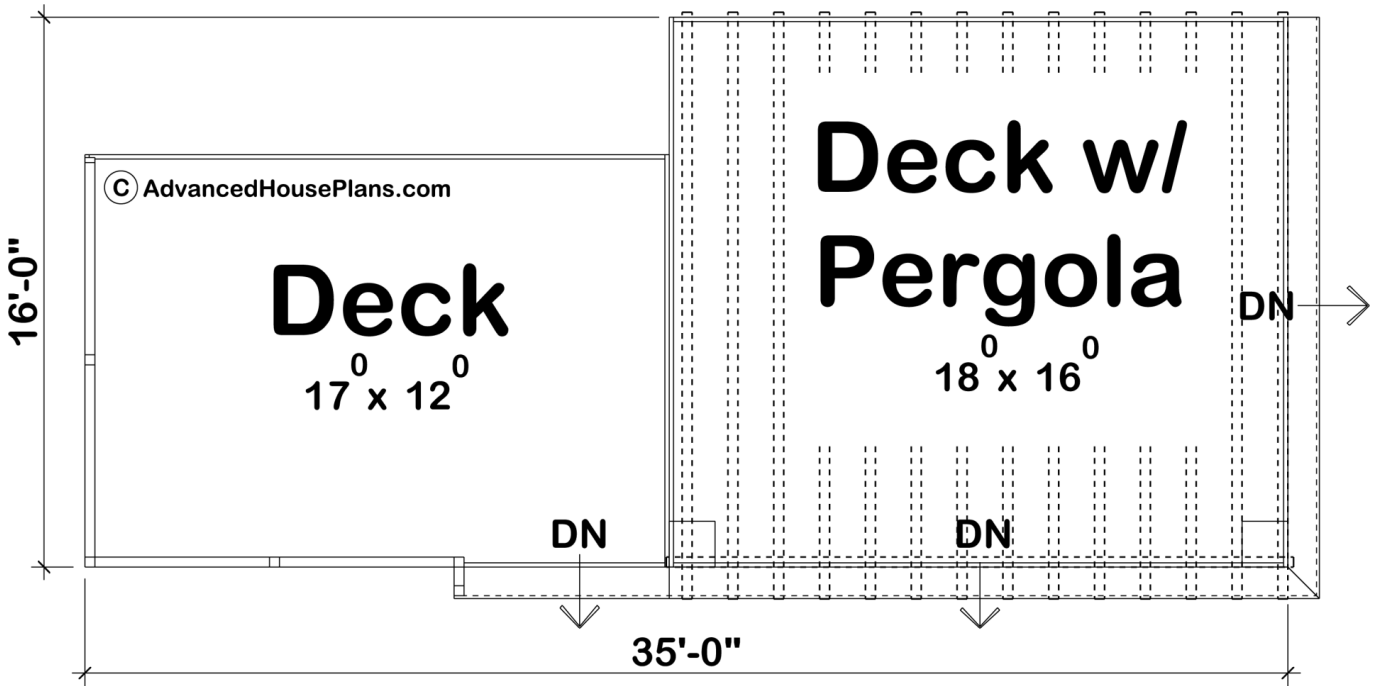 16'-0"
© AdvancedHousePlans.com
Deck
17⁰ x 12⁰
DN
Deck w/
Pergola
18⁰ x 16⁰
DN
DN
35'-0"